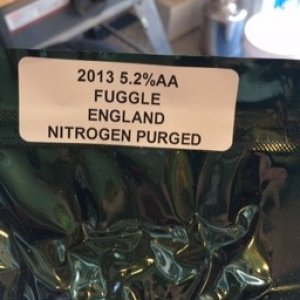 2013 5.2%AA
FUGGLE
ENGLAND
NITROGEN PURGED